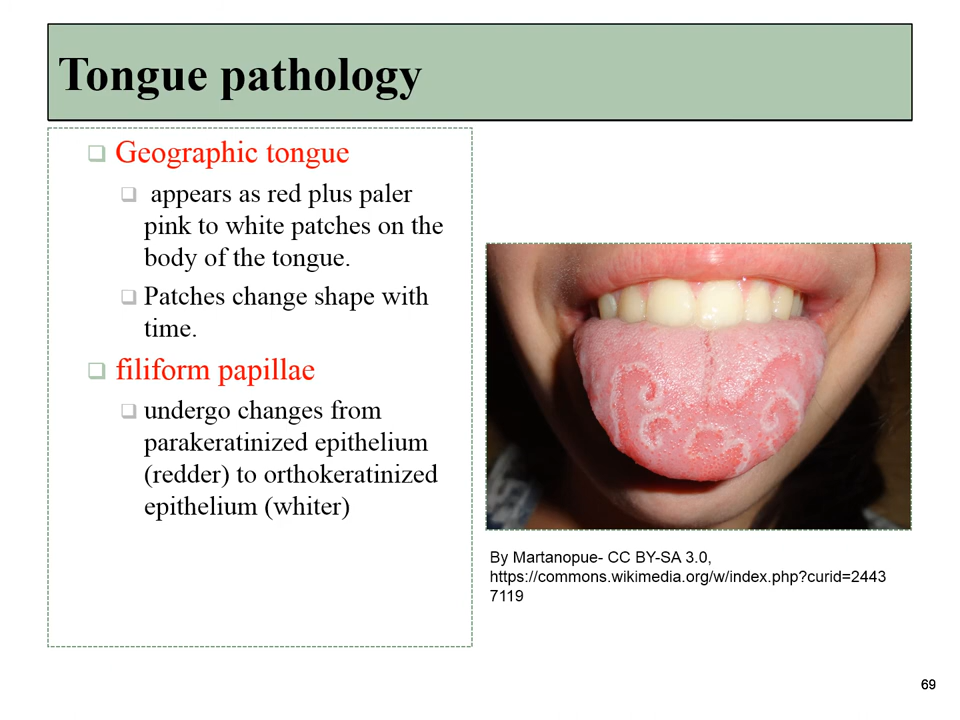 Tongue pathology
Geographic tongue
appears as red plus paler
pink to white patches on the
body of the tongue.
Patches change shape with
time.
filiform papillae
undergo changes from
parakeratinized epithelium
(redder) to orthokeratinized
epithelium (whiter)
By Martanopue- CC BY-SA 3.0,
https://commons.wikimedia.org/w/index.php?curid=2443
7119
69